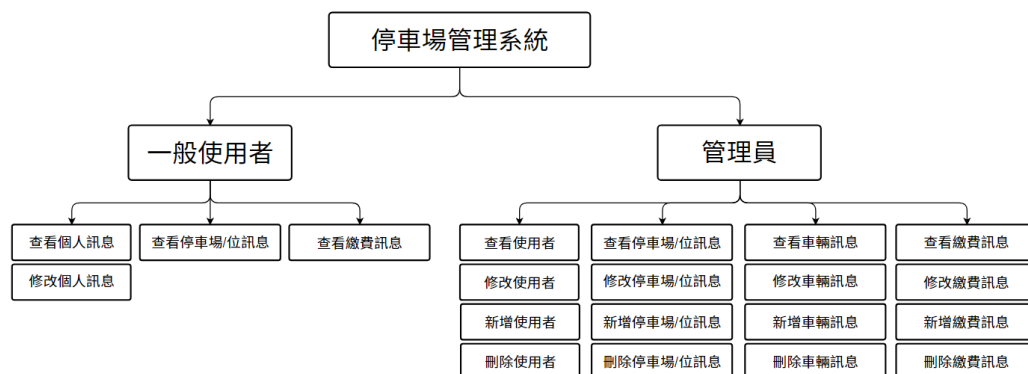 停車場管理系統
一般使用者
管理員
查看個人訊息
查看停車場/位訊息
查看繳費訊息
查看使用者
查看停車場/位訊息
查看車輛訊息
查看繳費訊息
修改個人訊息
修改使用者
修改停車場/位訊息
修改車輛訊息
修改繳費訊息
新增使用者
新增停車場/位訊息
新增車輛訊息
新增繳費訊息
刪除使用者
刪除停車場/位訊息
刪除車輛訊息
刪除繳費訊息